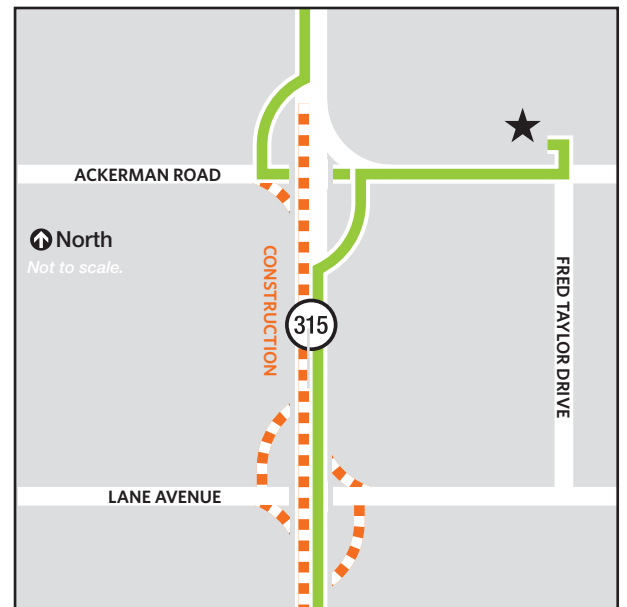 ACKERMAN ROAD
North
Not to scale.
CONSTRUCTION
315
FRED TAYLOR DRIVE
LANE AVENUE